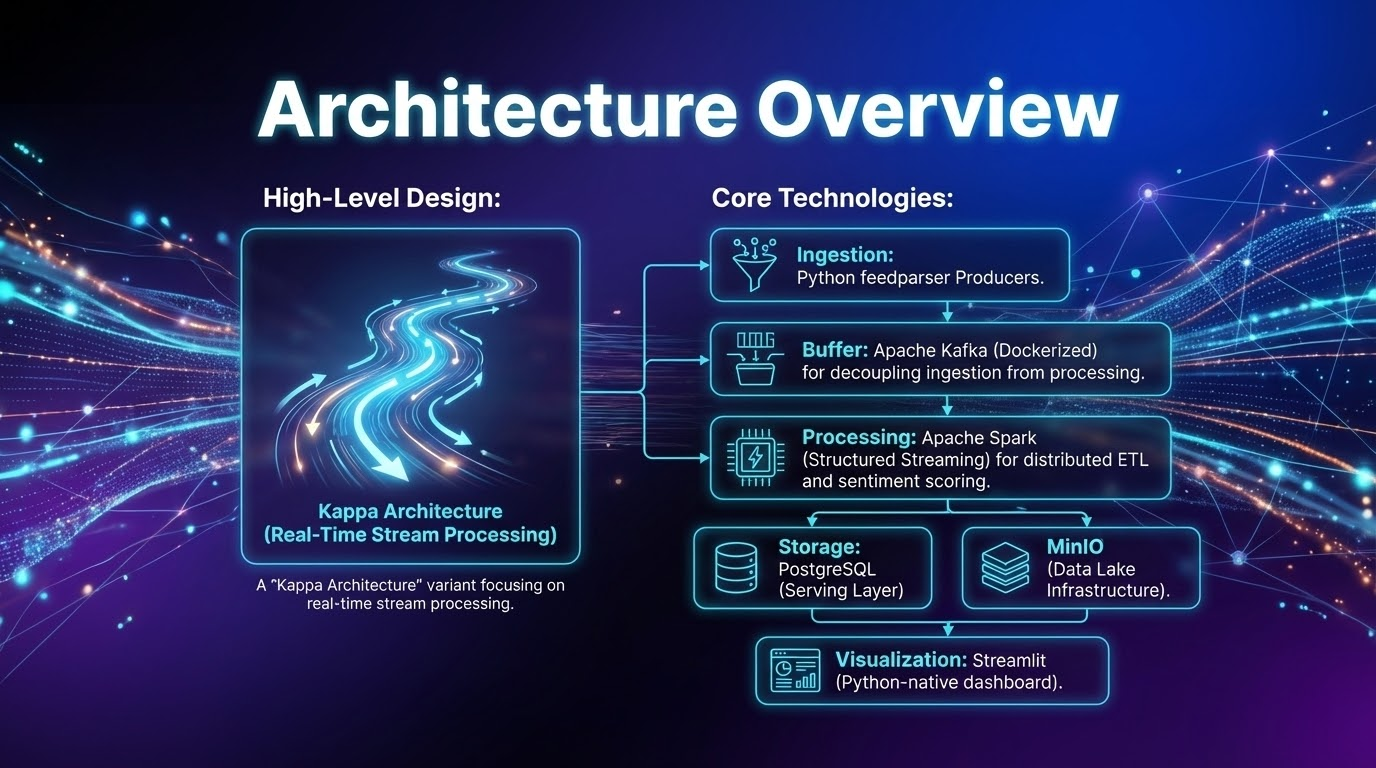 Architecture Overview
High-Level Design:
Kappa Architecture
(Real-Time Stream Processing)
A "Kappa Architecture" variant focusing on
real-time stream processing.
Core Technologies:
Ingestion:
Python feedparser Producers.
Buffer: Apache Kafka (Dockerized)
for decoupling ingestion from processing.
Processing: Apache Spark
(Structured Streaming) for distributed ETL
and sentiment scoring.
Storage:
PostgreSQL
(Serving Layer)
MinIO
(Data Lake
Infrastructure).
Visualization: Streamlit
(Python-native dashboard).